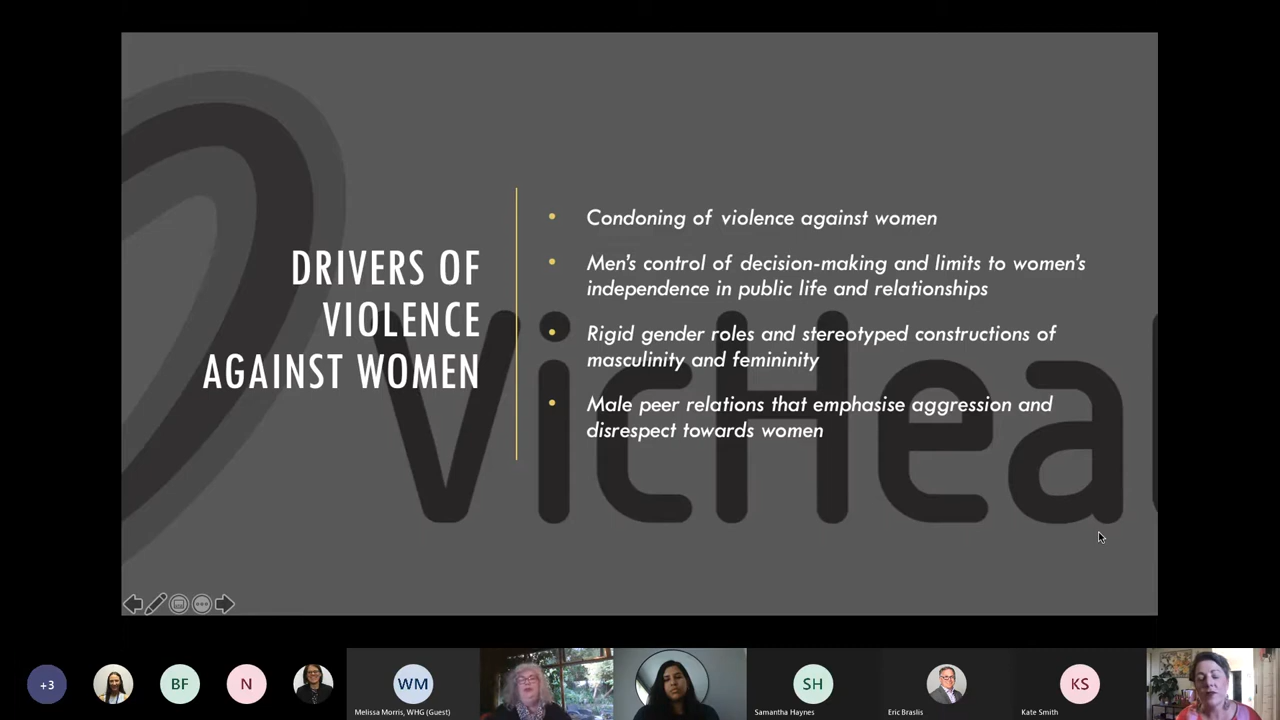 DRIVERS OF
VIOLENCE
AGAINST WOMEN
• Condoning of violence against women
• Men's control of decision-making and limits to women's
independence in public life and relationships
• Rigid gender roles and stereotyped constructions of
masculinity and femininity
• Male peer relations that emphasise aggression and
disrespect towards women
VicHea
+3
BF
N
WM
Melissa Morris, WHG (Guest)
SH
Samantha Haynes
Eric Braslis
KS
Kate Smith